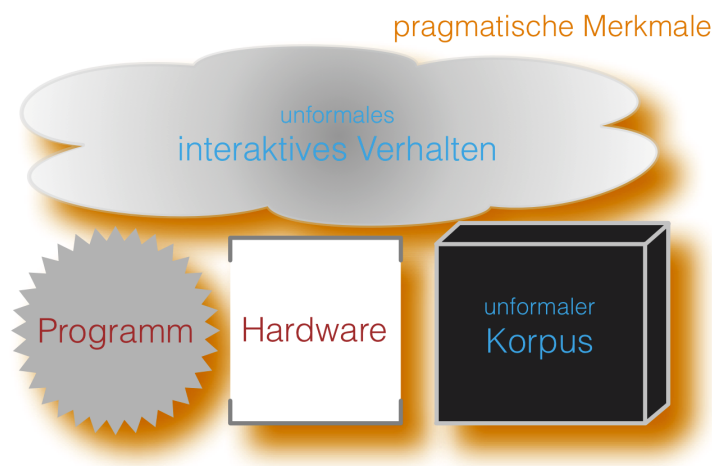 pragmatische Merkmale
unformales
interaktives Verhalten
Programm
Hardware
unformaler
Korpus